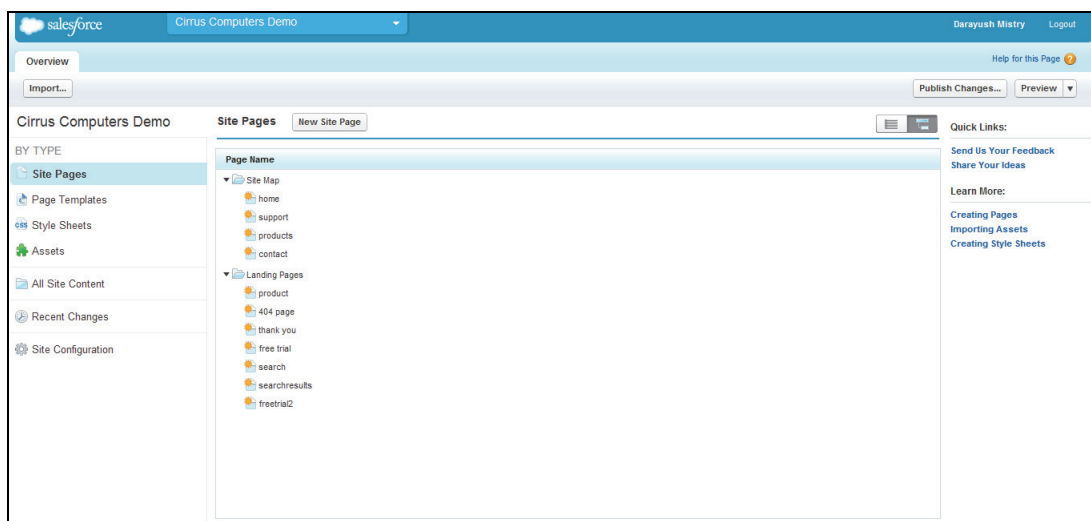 salesforce
Cirrus Computers Demo
Darayush Mistry
Logout
Overview
Help for this Page ?
Import...
Publish Changes...
Preview
Cirrus Computers Demo
BY TYPE
Site Pages
Page Templates
css Style Sheets
Assets
All Site Content
Recent Changes
Site Configuration
Site Pages
New Site Page
Page Name
Site Map
home
support
products
contact
Landing Pages
product
404 page
thank you
free trial
search
searchresults
freetrial2
Quick Links:
Send Us Your Feedback
Share Your Ideas
Learn More:
Creating Pages
Importing Assets
Creating Style Sheets